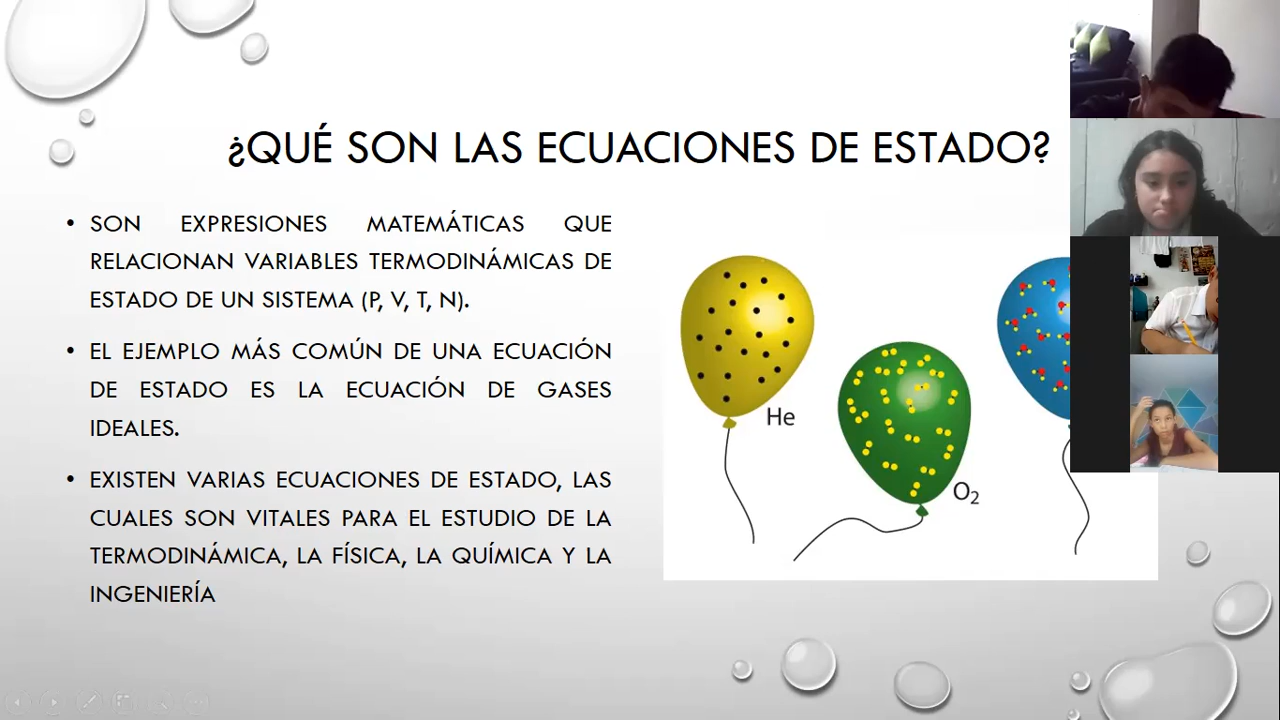 ¿QUÉ SON LAS ECUACIONES DE ESTADO?
• SON EXPRESIONES MATEMÁTICAS QUE
RELACIONAN VARIABLES TERMODINÁMICAS DE
ESTADO DE UN SISTEMA (P, V, T, N).
• EL EJEMPLO MÁS COMÚN DE UNA ECUACIÓN
DE ESTADO ES LA ECUACIÓN DE GASES
IDEALES.
• EXISTEN VARIAS ECUACIONES DE ESTADO, LAS
CUALES SON VITALES PARA EL ESTUDIO DE LA
TERMODINÁMICA, LA FÍSICA, LA QUÍMICA Y LA
INGENIERÍA
He
O₂